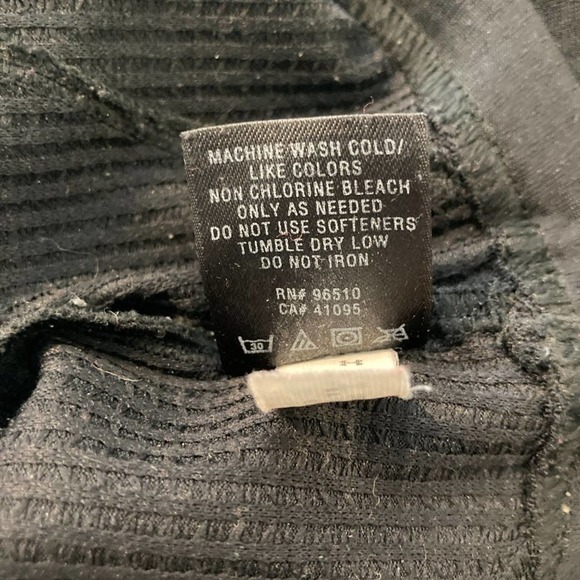 MACHINE WASH COLD/
LIKE COLORS
NON CHLORINE BLEACH
ONLY AS NEEDED
DO NOT USE SOFTENERS
TUMBLE DRY LOW
DO NOT IRON
RN# 96510
CA# 41095
30